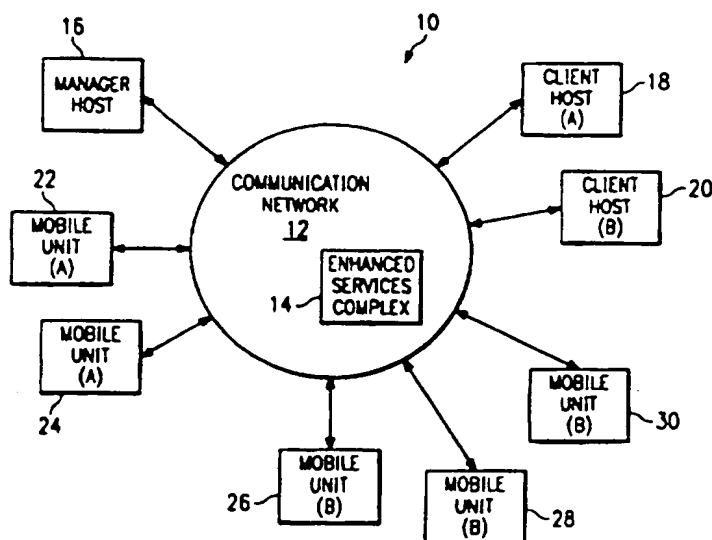 10
16
MANAGER
HOST
CLIENT
HOST
(A)
18
COMMUNICATION
NETWORK
12
CLIENT
HOST
(B)
20
22
MOBILE
UNIT
(A)
ENHANCED
SERVICES
COMPLEX
14
MOBILE
UNIT
(A)
24
MOBILE
UNIT
(B)
30
MOBILE
UNIT
(B)
26
MOBILE
UNIT
(B)
28